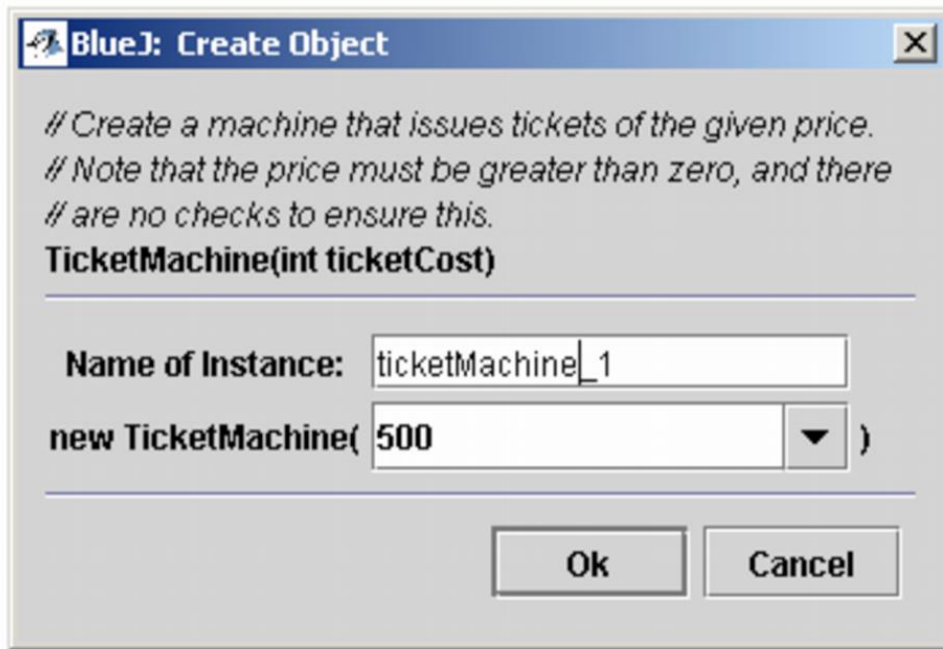 BlueJ: Create Object
// Create a machine that issues tickets of the given price.
// Note that the price must be greater than zero, and there
// are no checks to ensure this.
TicketMachine(int ticketCost)
Name of Instance: ticketMachine_1
new TicketMachine( 500 )
Ok Cancel